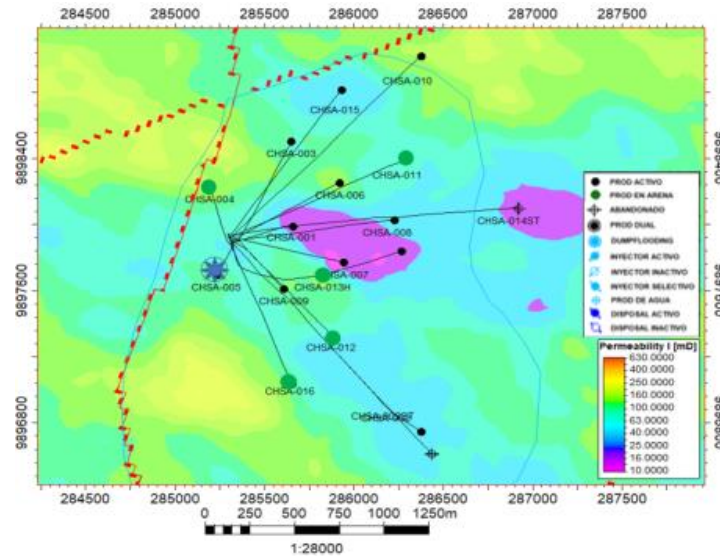 284500 285000 285500 286000 286500 287000 287500
CHSA-010
CHSA-015
CHSA-003
9898400
9898400
CHSA-011
CHSA-004
CHSA-006
CHSA-014ST
CHSA-008
CHSA-001
CHSA-007
CHSA-005
CHSA-013H
9897600
9897600
CHSA-009
CHSA-012
CHSA-016
9896800
9896800
PROD ACTIVO
PROD EN ARENA
ABANDONADO
PROD DUAL
DUMPFLOODING
INYECTOR ACTIVO
INYECTOR INACTIVO
INYECTOR SELECTIVO
PROD DE AGUA
DISPOSAL ACTIVO
DISPOSAL INACTIVO
Permeability I [mD]
630.0000
400.0000
250.0000
160.0000
100.0000
63.0000
40.0000
25.0000
16.0000
10.0000
284500 285000 285500 286000 286500 287000 287500
0 250 500 750 1000 1250m
1:28000